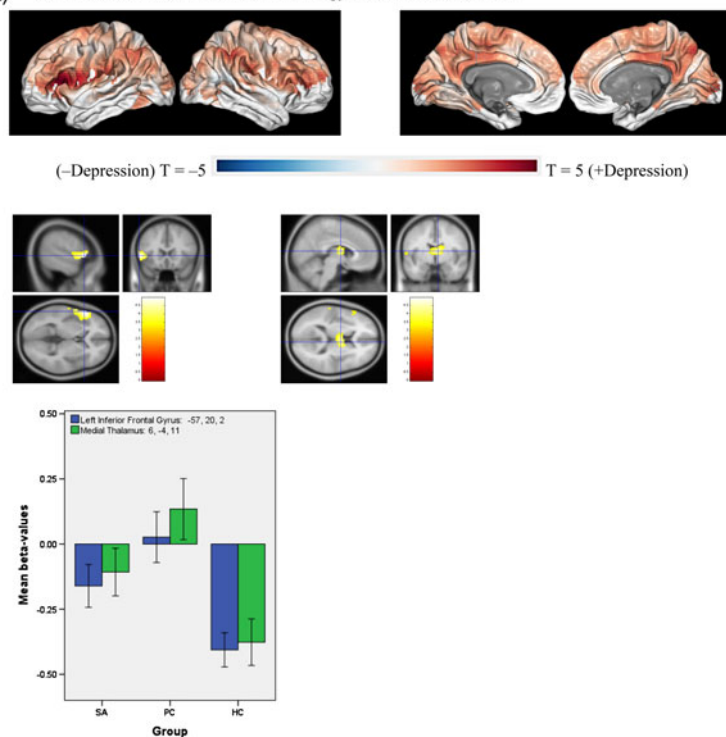 (–Depression) T = –5
T = 5 (+Depression)
0.50
Left Inferior Frontal Gyrus: -57, 20, 2
Medial Thalamus: 6, -4, 11
0.25
0.00
-0.25
-0.50
Mean beta-values
SA PC HC
Group